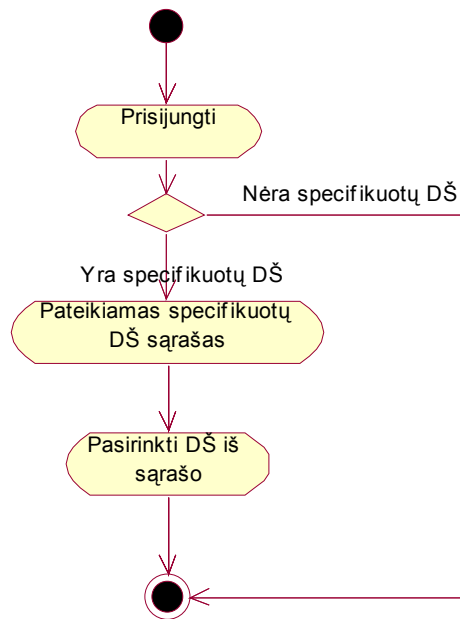 Prisijungti
Nėra specifikuotų DŠ
Yra specifikuotų DŠ
Pateikiamas specifikuotų
DŠ sąrašas
Pasirinkti DŠ iš
sąrašo